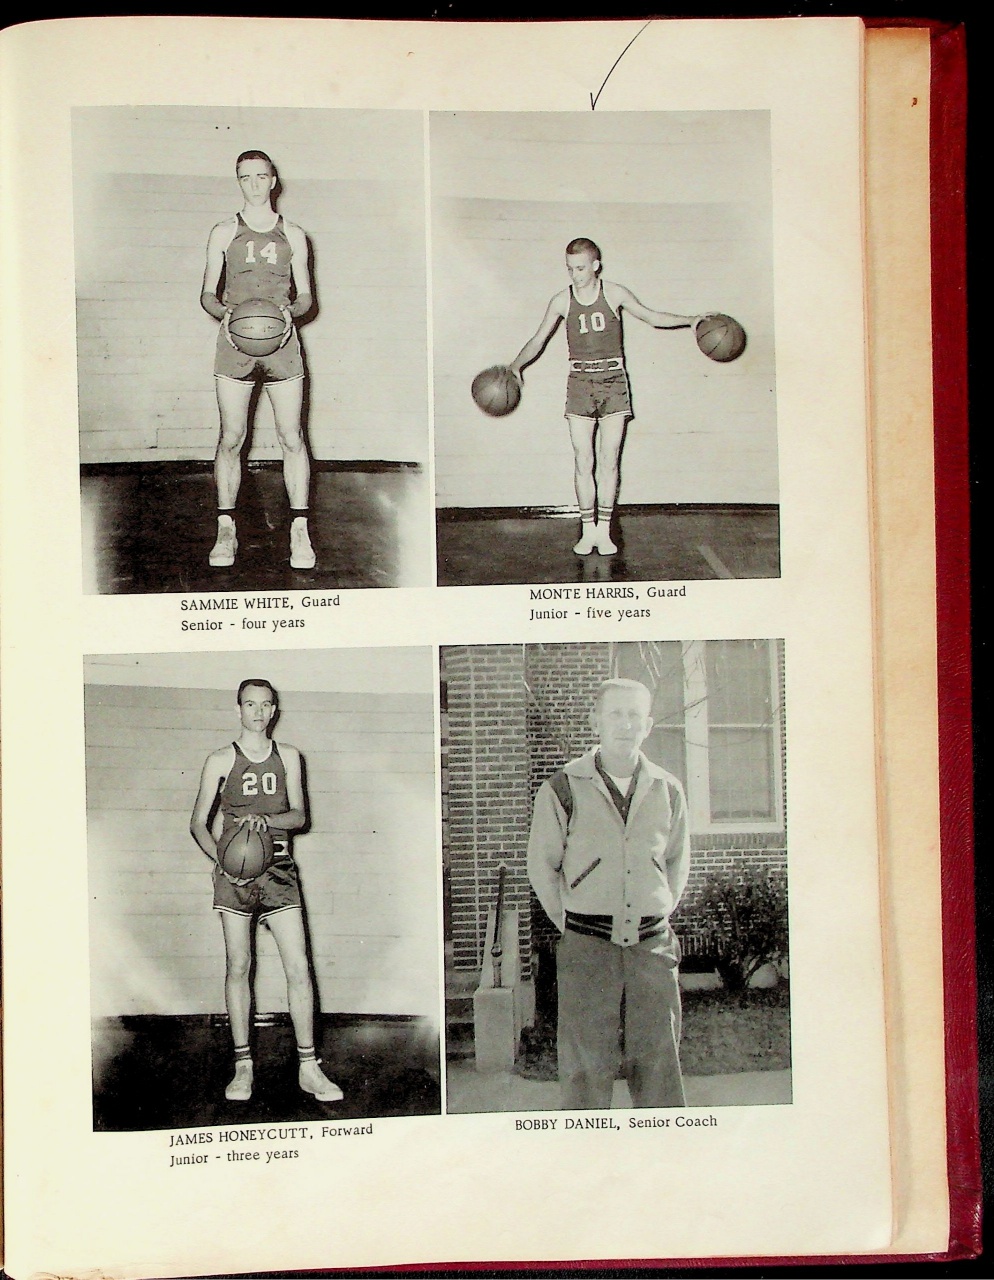 14
10
SAMMIE WHITE, Guard
Senior - four years
MONTE HARRIS, Guard
Junior - five years
20
JAMES HONEYCUTT, Forward
Junior - three years
BOBBY DANIEL, Senior Coach